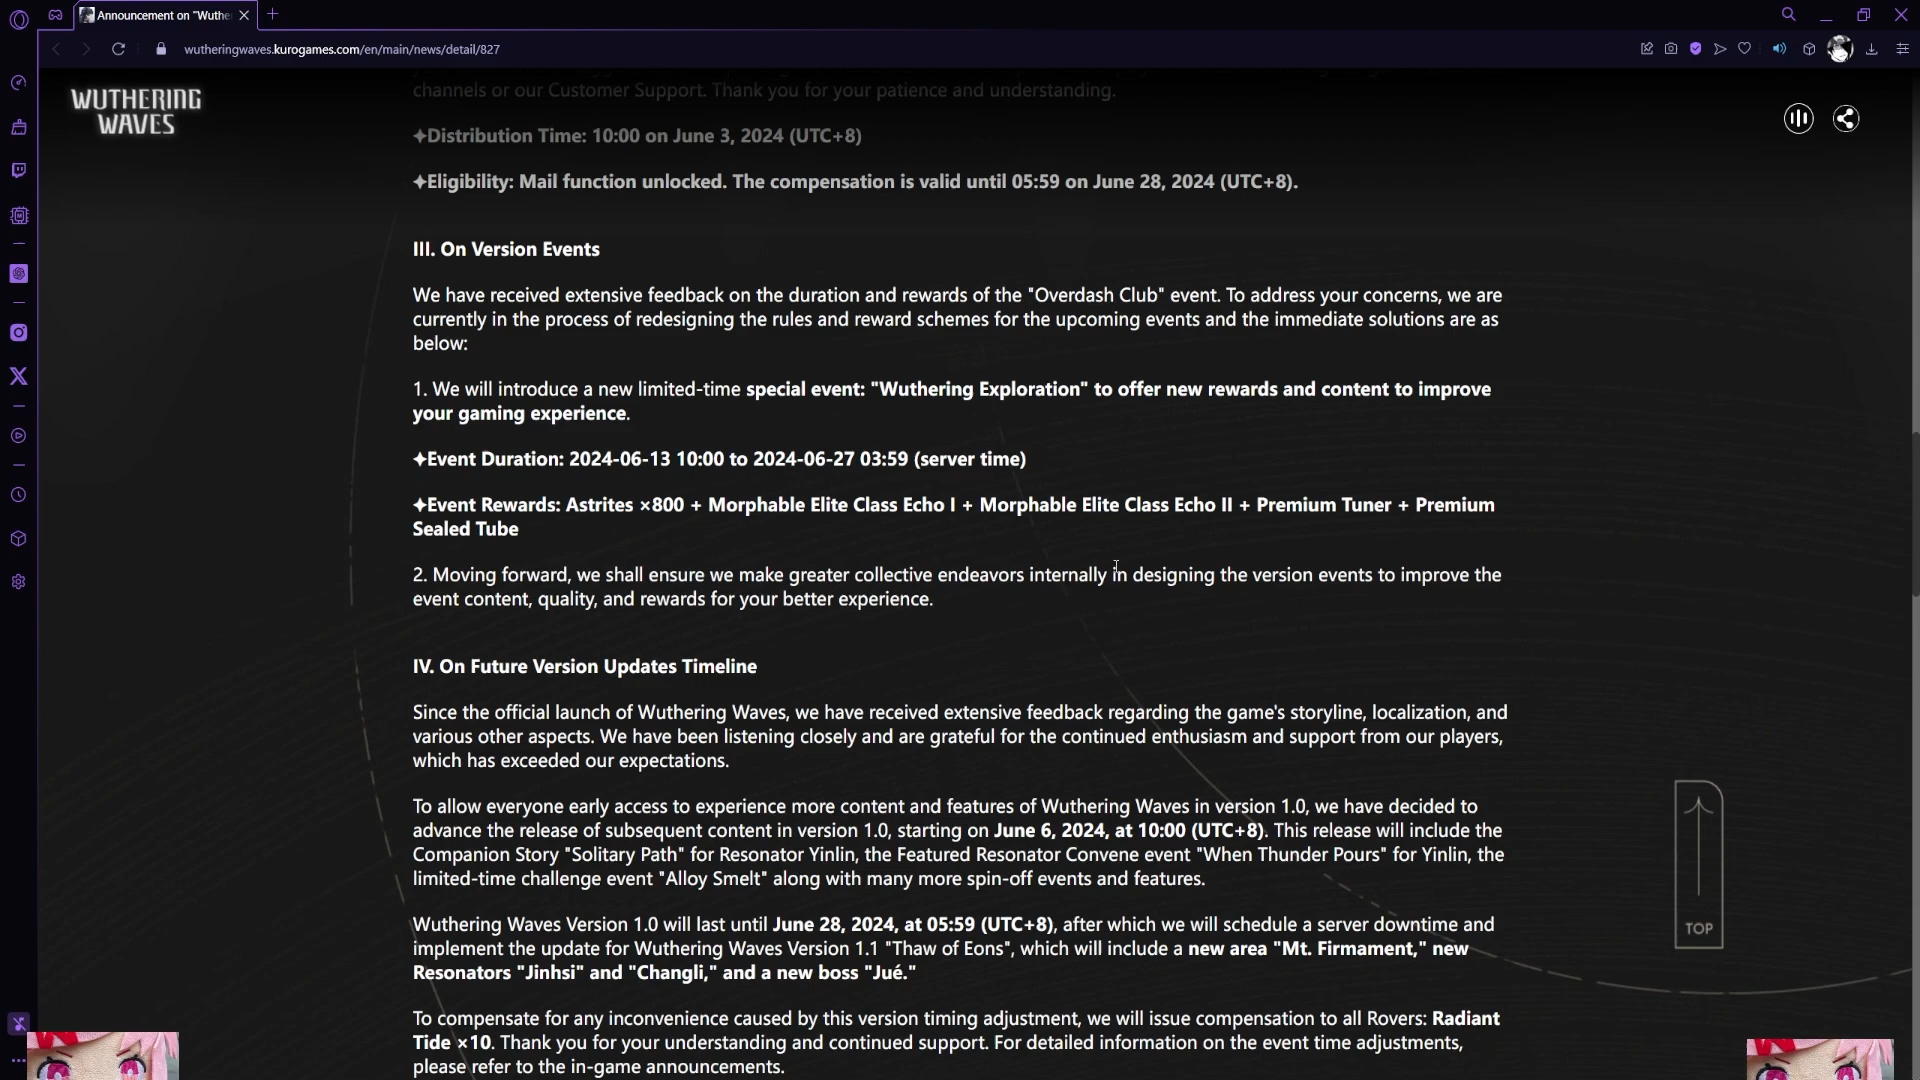 Announcement on "Wuthe
wutheringwaves.kurogames.com/en/main/news/detail/827
WUTHERING
WAVES
channels or our Customer Support. Thank you for your patience and understanding.
✦Distribution Time: 10:00 on June 3, 2024 (UTC+8)
✦Eligibility: Mail function unlocked. The compensation is valid until 05:59 on June 28, 2024 (UTC+8).
III. On Version Events
We have received extensive feedback on the duration and rewards of the "Overdash Club" event. To address your concerns, we are
currently in the process of redesigning the rules and reward schemes for the upcoming events and the immediate solutions are as
below:
1. We will introduce a new limited-time special event: "Wuthering Exploration" to offer new rewards and content to improve
your gaming experience.
✦Event Duration: 2024-06-13 10:00 to 2024-06-27 03:59 (server time)
✦Event Rewards: Astrites ×800 + Morphable Elite Class Echo I + Morphable Elite Class Echo II + Premium Tuner + Premium
Sealed Tube
2. Moving forward, we shall ensure we make greater collective endeavors internally in designing the version events to improve the
event content, quality, and rewards for your better experience.
IV. On Future Version Updates Timeline
Since the official launch of Wuthering Waves, we have received extensive feedback regarding the game's storyline, localization, and
various other aspects. We have been listening closely and are grateful for the continued enthusiasm and support from our players,
which has exceeded our expectations.
To allow everyone early access to experience more content and features of Wuthering Waves in version 1.0, we have decided to
advance the release of subsequent content in version 1.0, starting on June 6, 2024, at 10:00 (UTC+8). This release will include the
Companion Story "Solitary Path" for Resonator Yinlin, the Featured Resonator Convene event "When Thunder Pours" for Yinlin, the
limited-time challenge event "Alloy Smelt" along with many more spin-off events and features.
TOP
Wuthering Waves Version 1.0 will last until June 28, 2024, at 05:59 (UTC+8), after which we will schedule a server downtime and
implement the update for Wuthering Waves Version 1.1 "Thaw of Eons", which will include a new area "Mt. Firmament," new
Resonators "Jinhsi" and "Changli," and a new boss "Jué."
To compensate for any inconvenience caused by this version timing adjustment, we will issue compensation to all Rovers: Radiant
Tide ×10. Thank you for your understanding and continued support. For detailed information on the event time adjustments,
please refer to the in-game announcements.